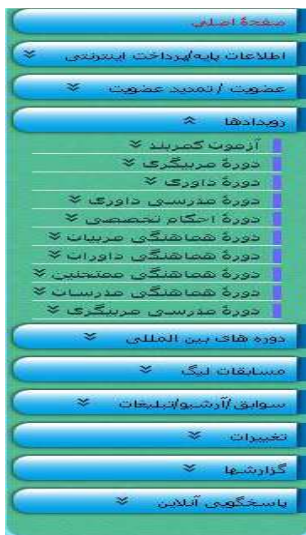 صفحهٔ اصلی
اطلاعات پایه/پرداخت اینترنتی
عضویت / تمدید عضویت
رویدادها
آزمون کمربند
دورهٔ مربیگری
دورهٔ داوری
دورهٔ مدرسی داوری
دورهٔ احکام تخصصی
دورهٔ هماهنگی مربیان
دورهٔ هماهنگی داوران
دورهٔ هماهنگی ممتحنین
دورهٔ هماهنگی مدرسان
دورهٔ مدرسی مربیگری
دوره های بین المللی
مسابقات لیگ
سوابق/آرشیو/تبلیغات
تغییرات
گزارشها
پاسخگویی آنلاین